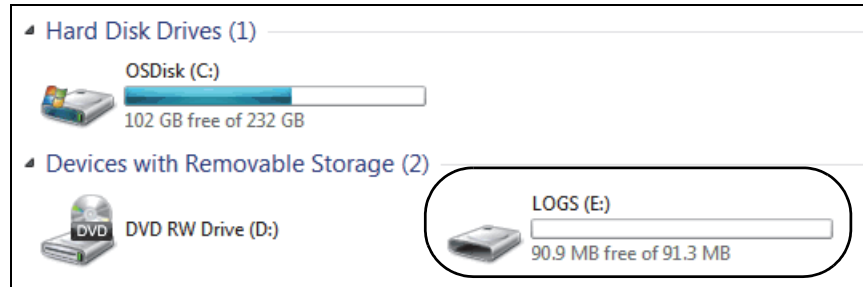 Hard Disk Drives (1)
OSDisk (C:)
102 GB free of 232 GB
Devices with Removable Storage (2)
DVD
DVD RW Drive (D:)
LOGS (E:)
90.9 MB free of 91.3 MB